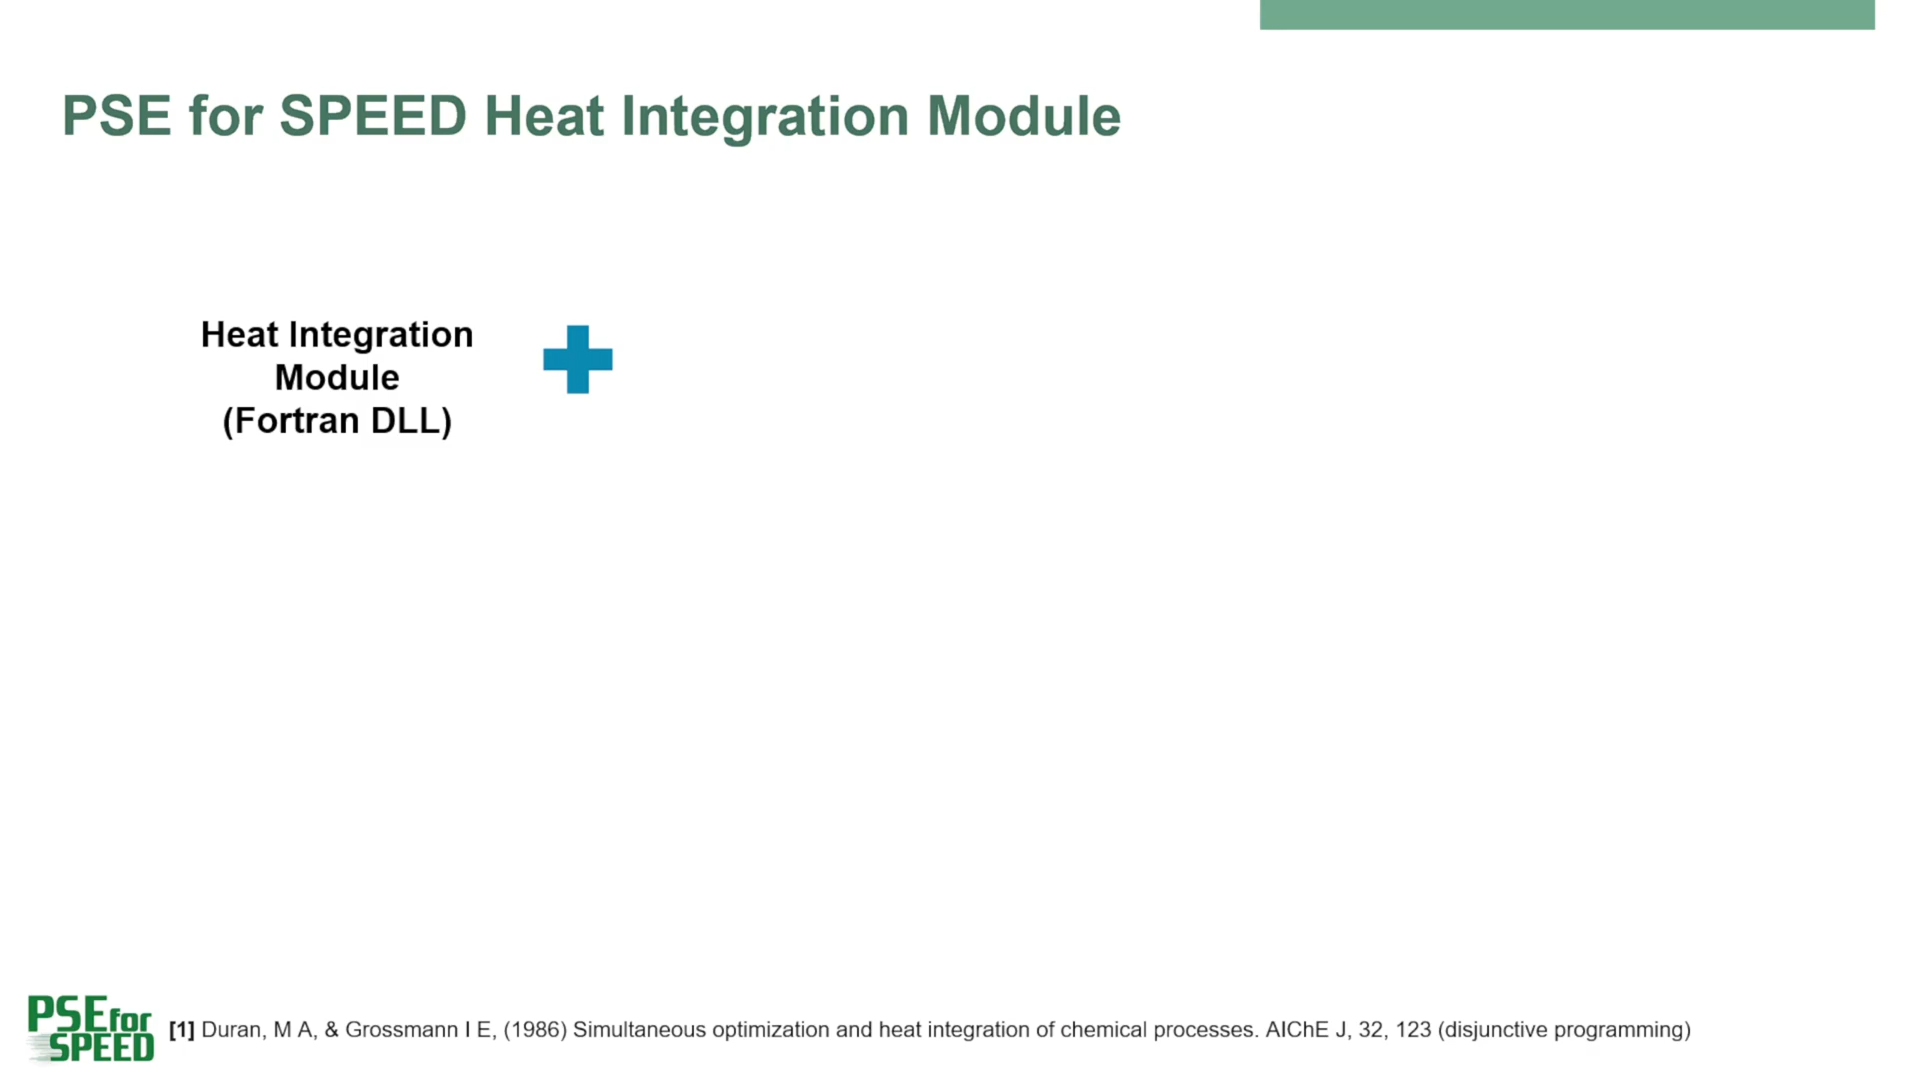 PSE for SPEED Heat Integration Module
Heat Integration
Module
(Fortran DLL)
PSE for
SPEED
[1] Duran, M A, & Grossmann I E, (1986) Simultaneous optimization and heat integration of chemical processes. AIChE J, 32, 123 (disjunctive programming)